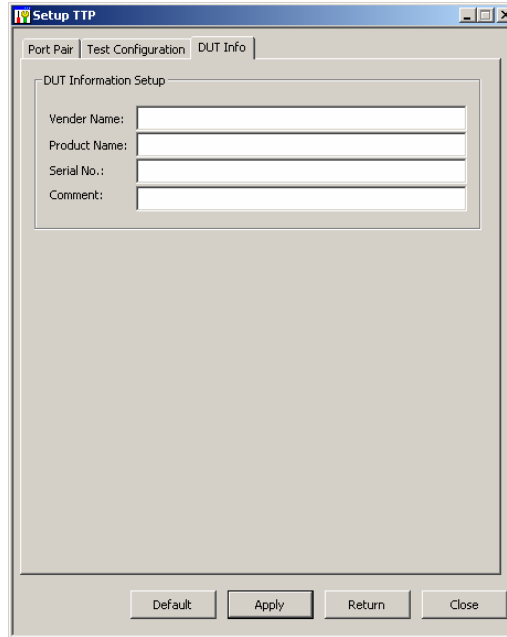 Setup TTP
Port Pair Test Configuration DUT Info
DUT Information Setup
Vender Name:
Product Name:
Serial No.:
Comment:
Default Apply Return Close